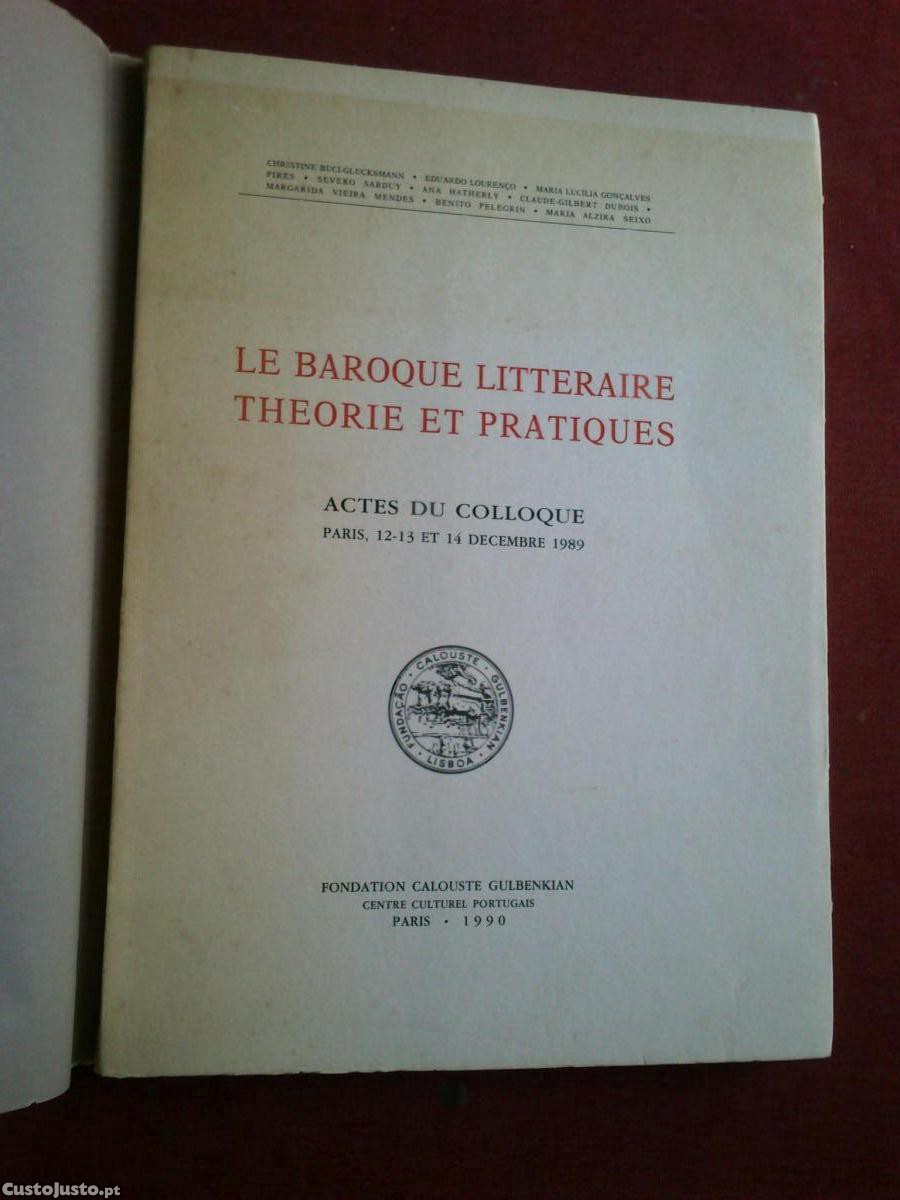 CHRISTINE BUCI-GLUCKSMANN • EDUARDO LOURENÇO • MARIA LUCÍLIA GONÇALVES
PIRES • SEVERO SARDUY • ANA HATHERLY • CLAUDE-GILBERT DUBOIS •
MARGARIDA VIEIRA MENDES • BENITO PELEGRIN • MARIA ALZIRA SEIXO
LE BAROQUE LITTERAIRE
THEORIE ET PRATIQUES
ACTES DU COLLOQUE
PARIS, 12-13 ET 14 DECEMBRE 1989
FUNDAÇÃO • CALOUSTE • GULBENKIAN • LISBOA •
FONDATION CALOUSTE GULBENKIAN
CENTRE CULTUREL PORTUGAIS
PARIS • 1990
CustoJusto.pt